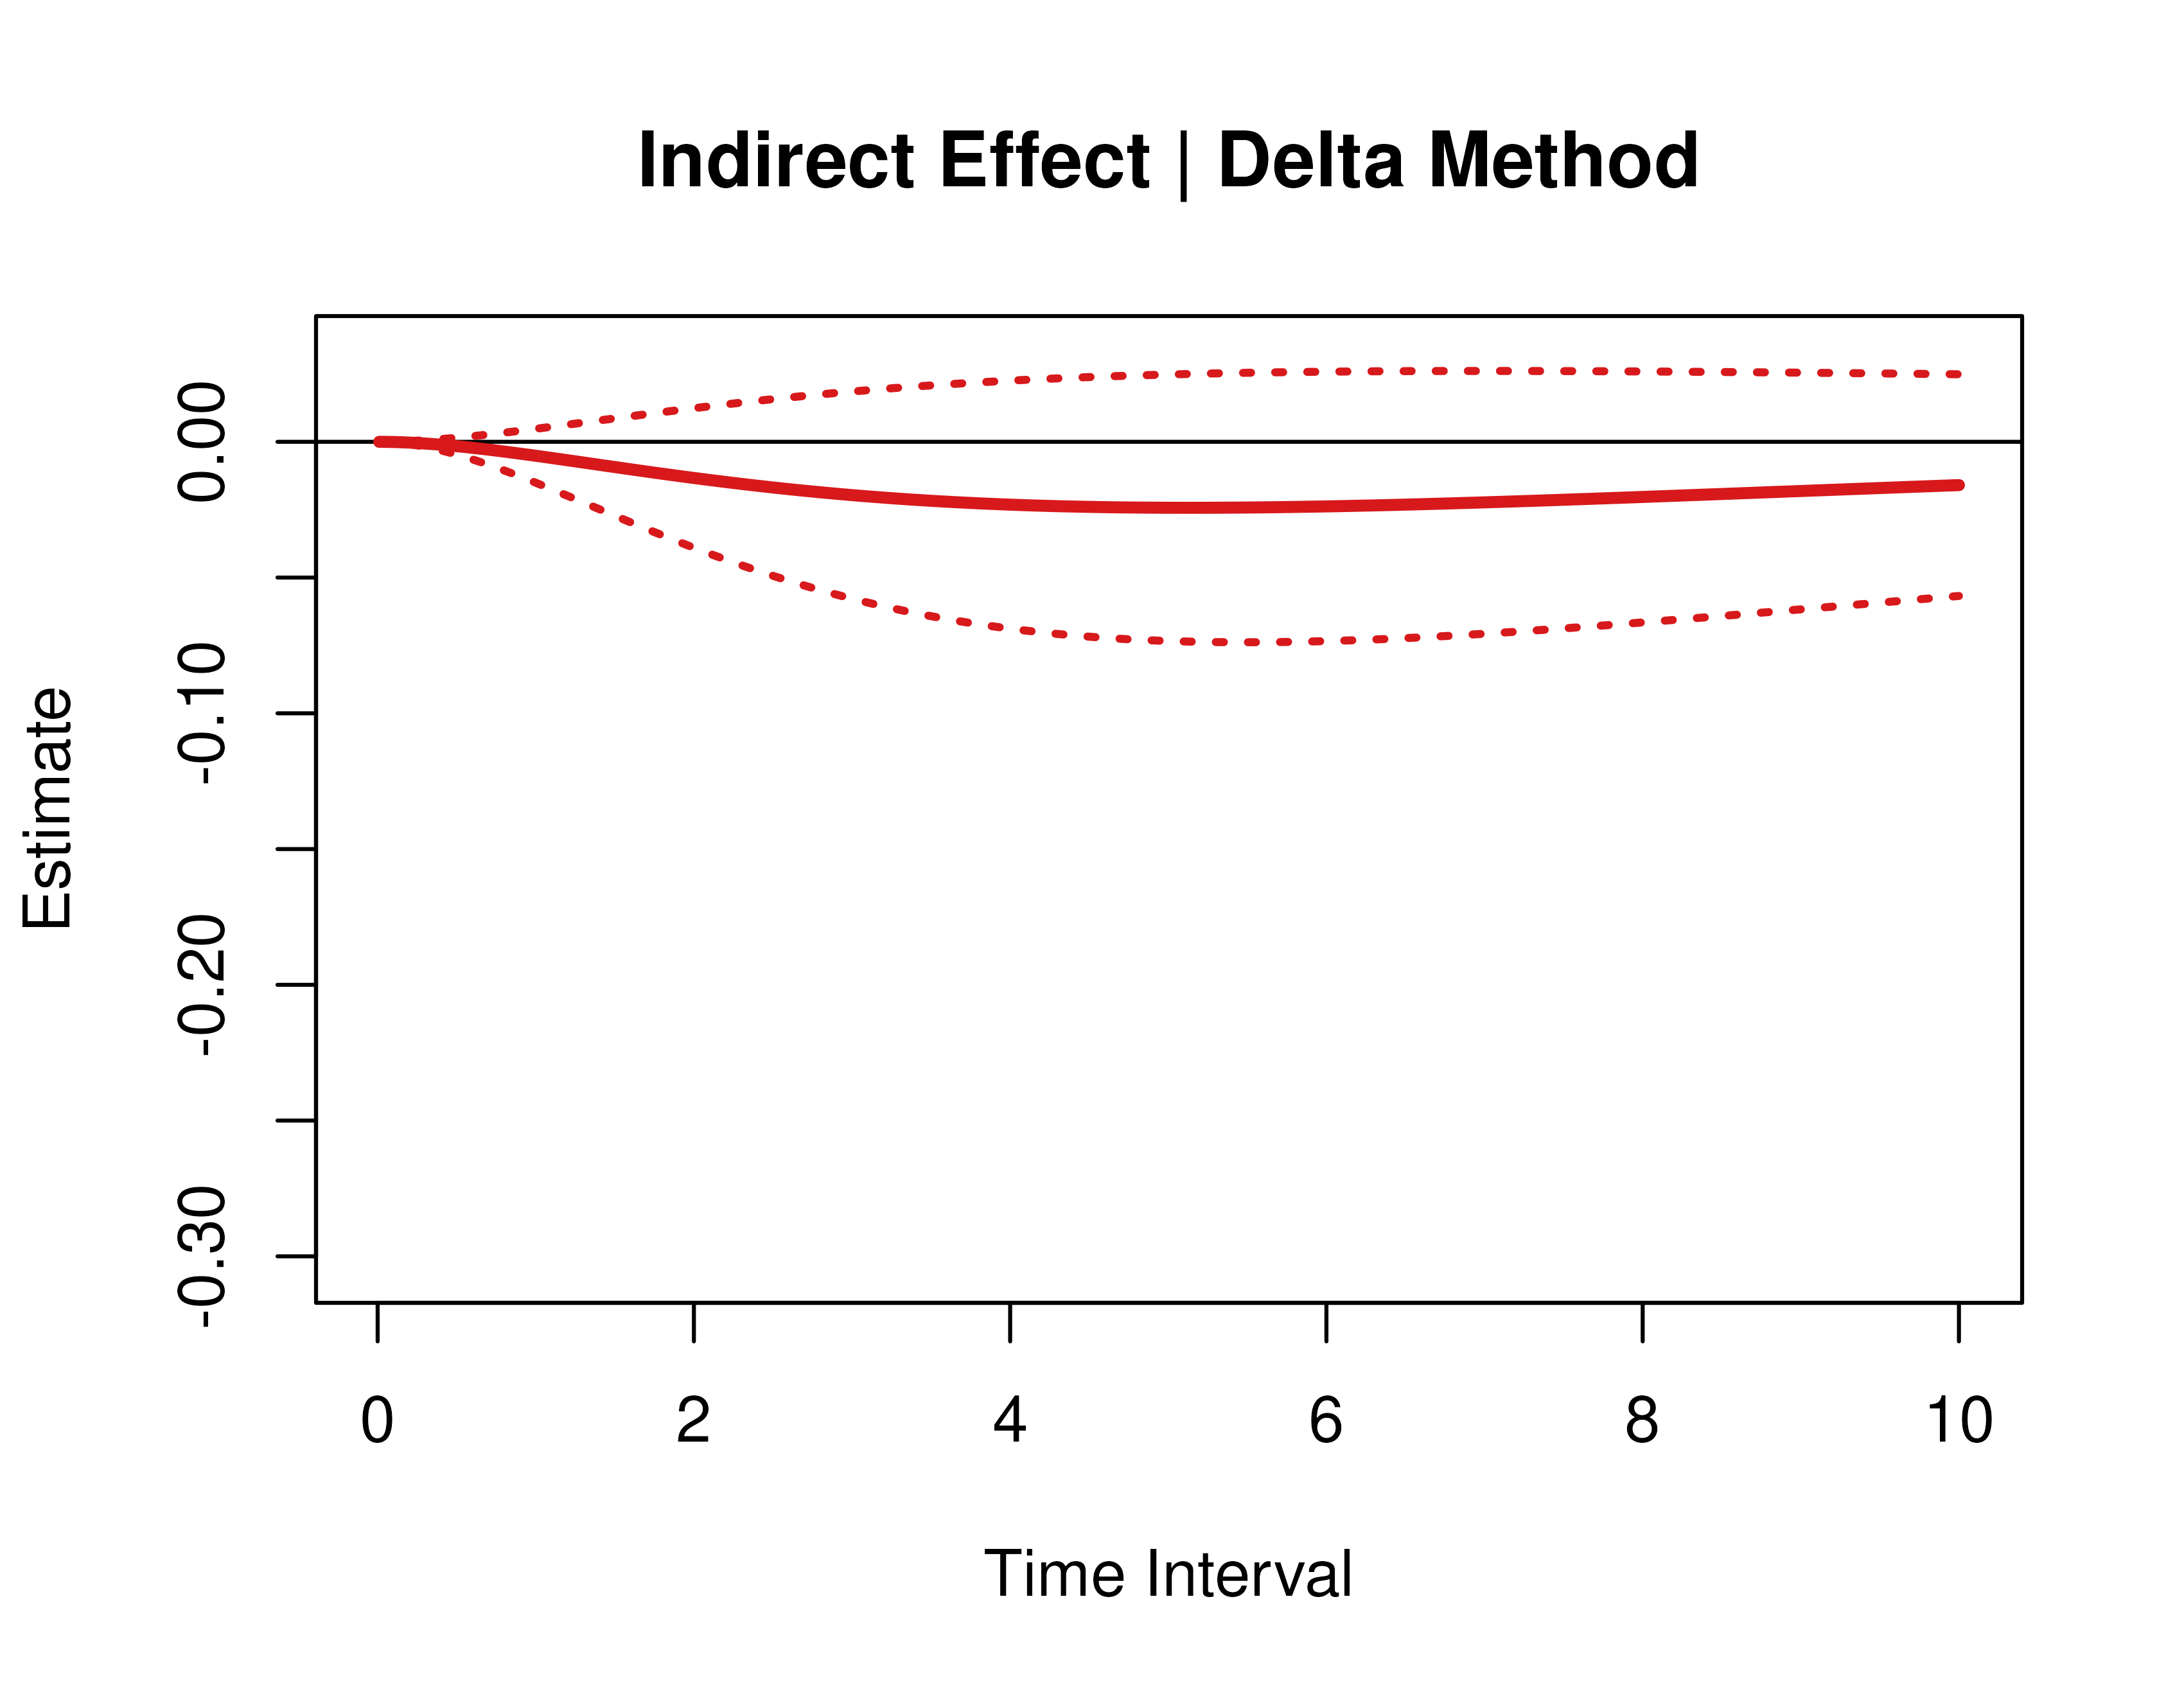 Indirect Effect | Delta Method
Estimate
0.00
-0.10
-0.20
-0.30
0 2 4 6 8 10
Time Interval